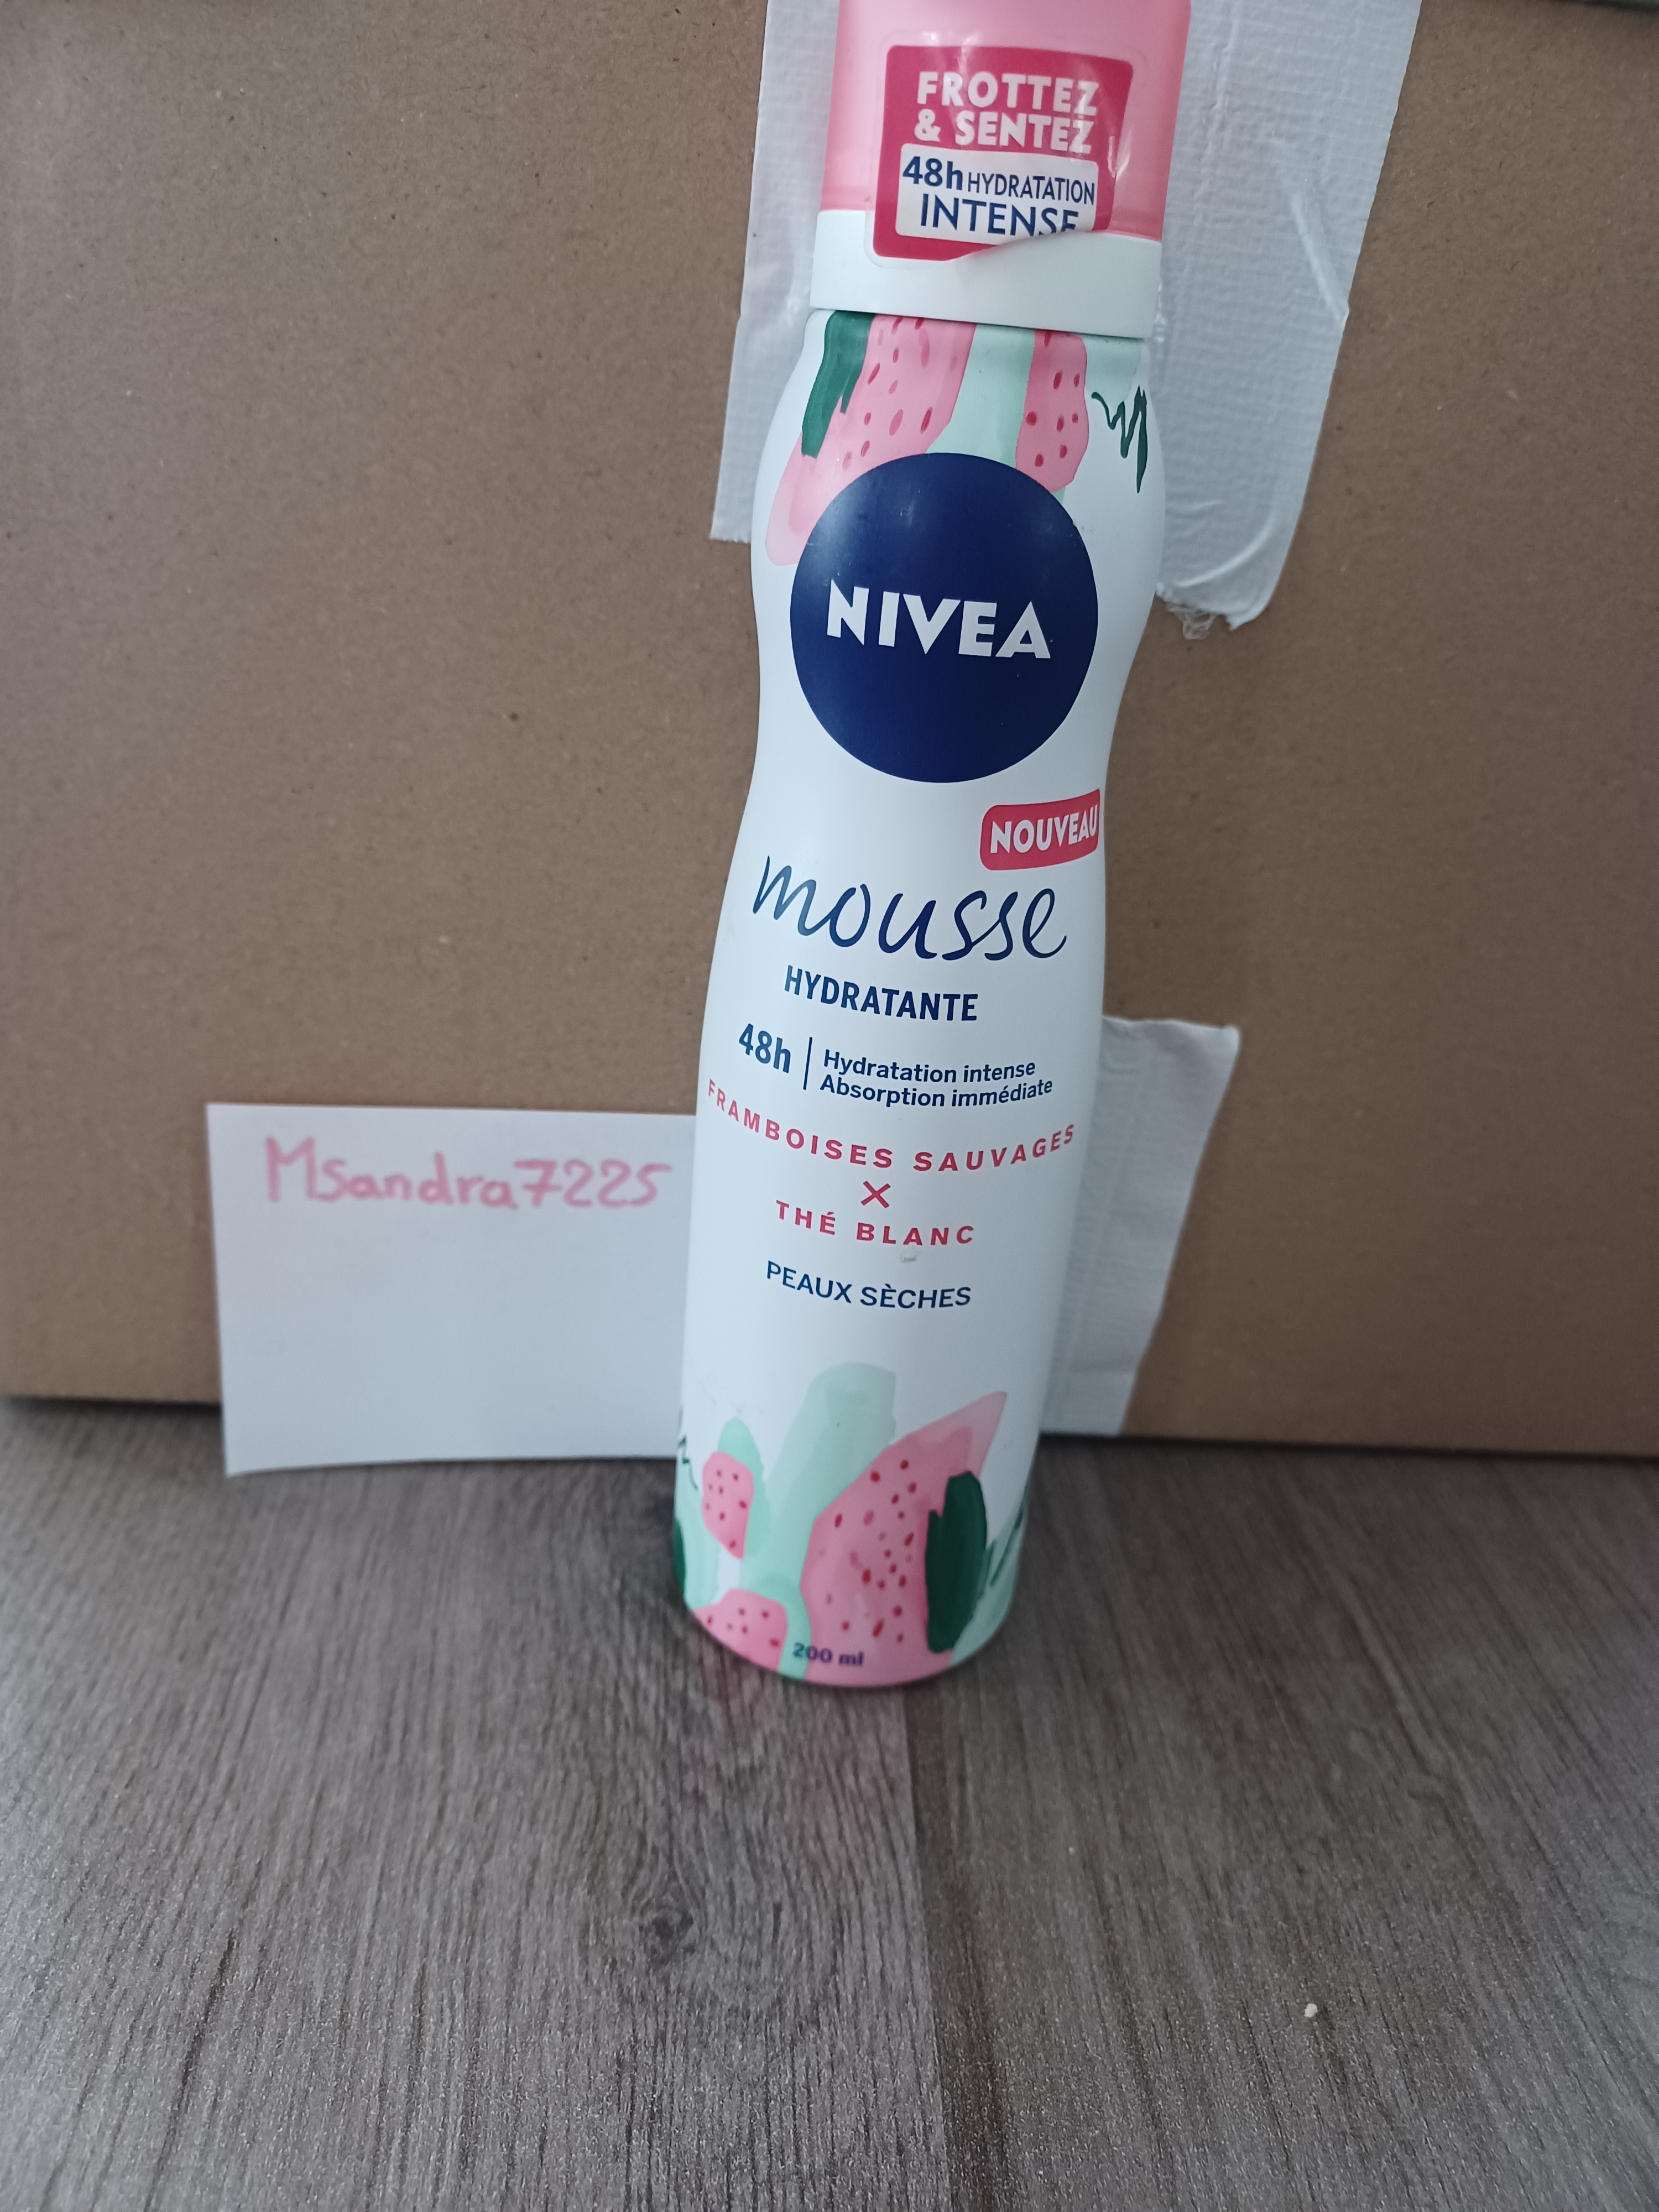 FROTTEZ
& SENTEZ
48h HYDRATATION
INTENSE
NIVEA
NOUVEAU
mousse
HYDRATANTE
48h | Hydratation intense
Absorption immédiate
FRAMBOISES SAUVAGES
X
THÉ BLANC
PEAUX SÈCHES
200 ml
Msandra7225